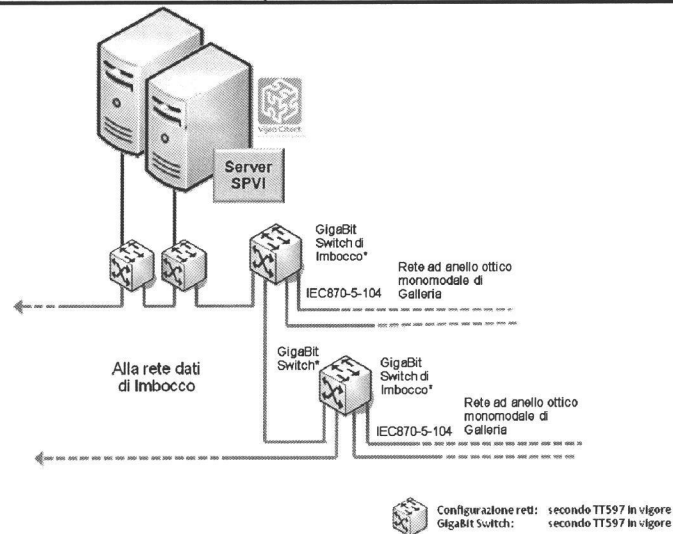 Vijeo Citect
Server
SPVI
GigaBit
Switch di
Imbocco*
Rete ad anello ottico
monomodale di
Galleria
IEC870-5-104
Alla rete dati
di Imbocco
GigaBit
Switch*
GigaBit
Switch di
Imbocco*
Rete ad anello ottico
monomodale di
Galleria
IEC870-5-104
Configurazione reti: secondo TT597 in vigore
GigaBit Switch: secondo TT597 in vigore